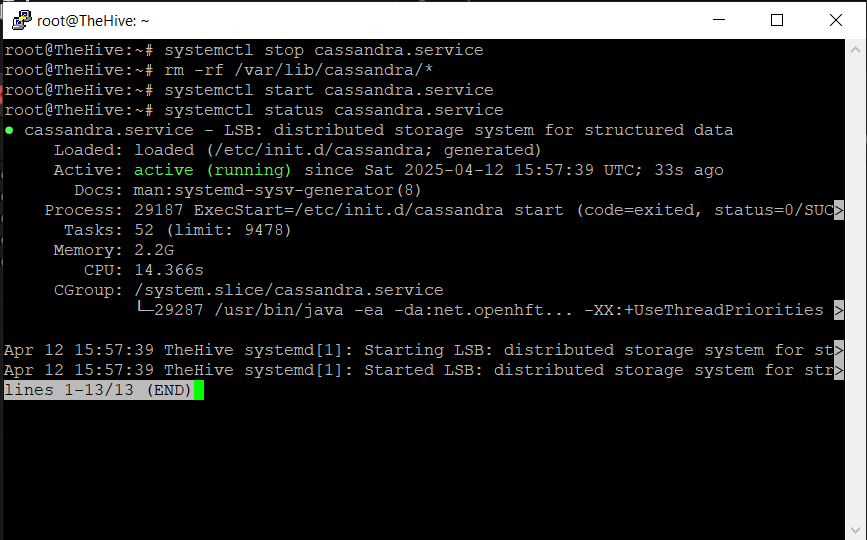 root@TheHive: ~
root@TheHive:~# systemctl stop cassandra.service
root@TheHive:~# rm -rf /var/lib/cassandra/*
root@TheHive:~# systemctl start cassandra.service
root@TheHive:~# systemctl status cassandra.service
● cassandra.service - LSB: distributed storage system for structured data
     Loaded: loaded (/etc/init.d/cassandra; generated)
     Active: active (running) since Sat 2025-04-12 15:57:39 UTC; 33s ago
       Docs: man:systemd-sysv-generator(8)
    Process: 29187 ExecStart=/etc/init.d/cassandra start (code=exited, status=0/SUC>
      Tasks: 52 (limit: 9478)
     Memory: 2.2G
        CPU: 14.366s
     CGroup: /system.slice/cassandra.service
             └─29287 /usr/bin/java -ea -da:net.openhft... -XX:+UseThreadPriorities >
Apr 12 15:57:39 TheHive systemd[1]: Starting LSB: distributed storage system for st>
Apr 12 15:57:39 TheHive systemd[1]: Started LSB: distributed storage system for str>
lines 1-13/13 (END)